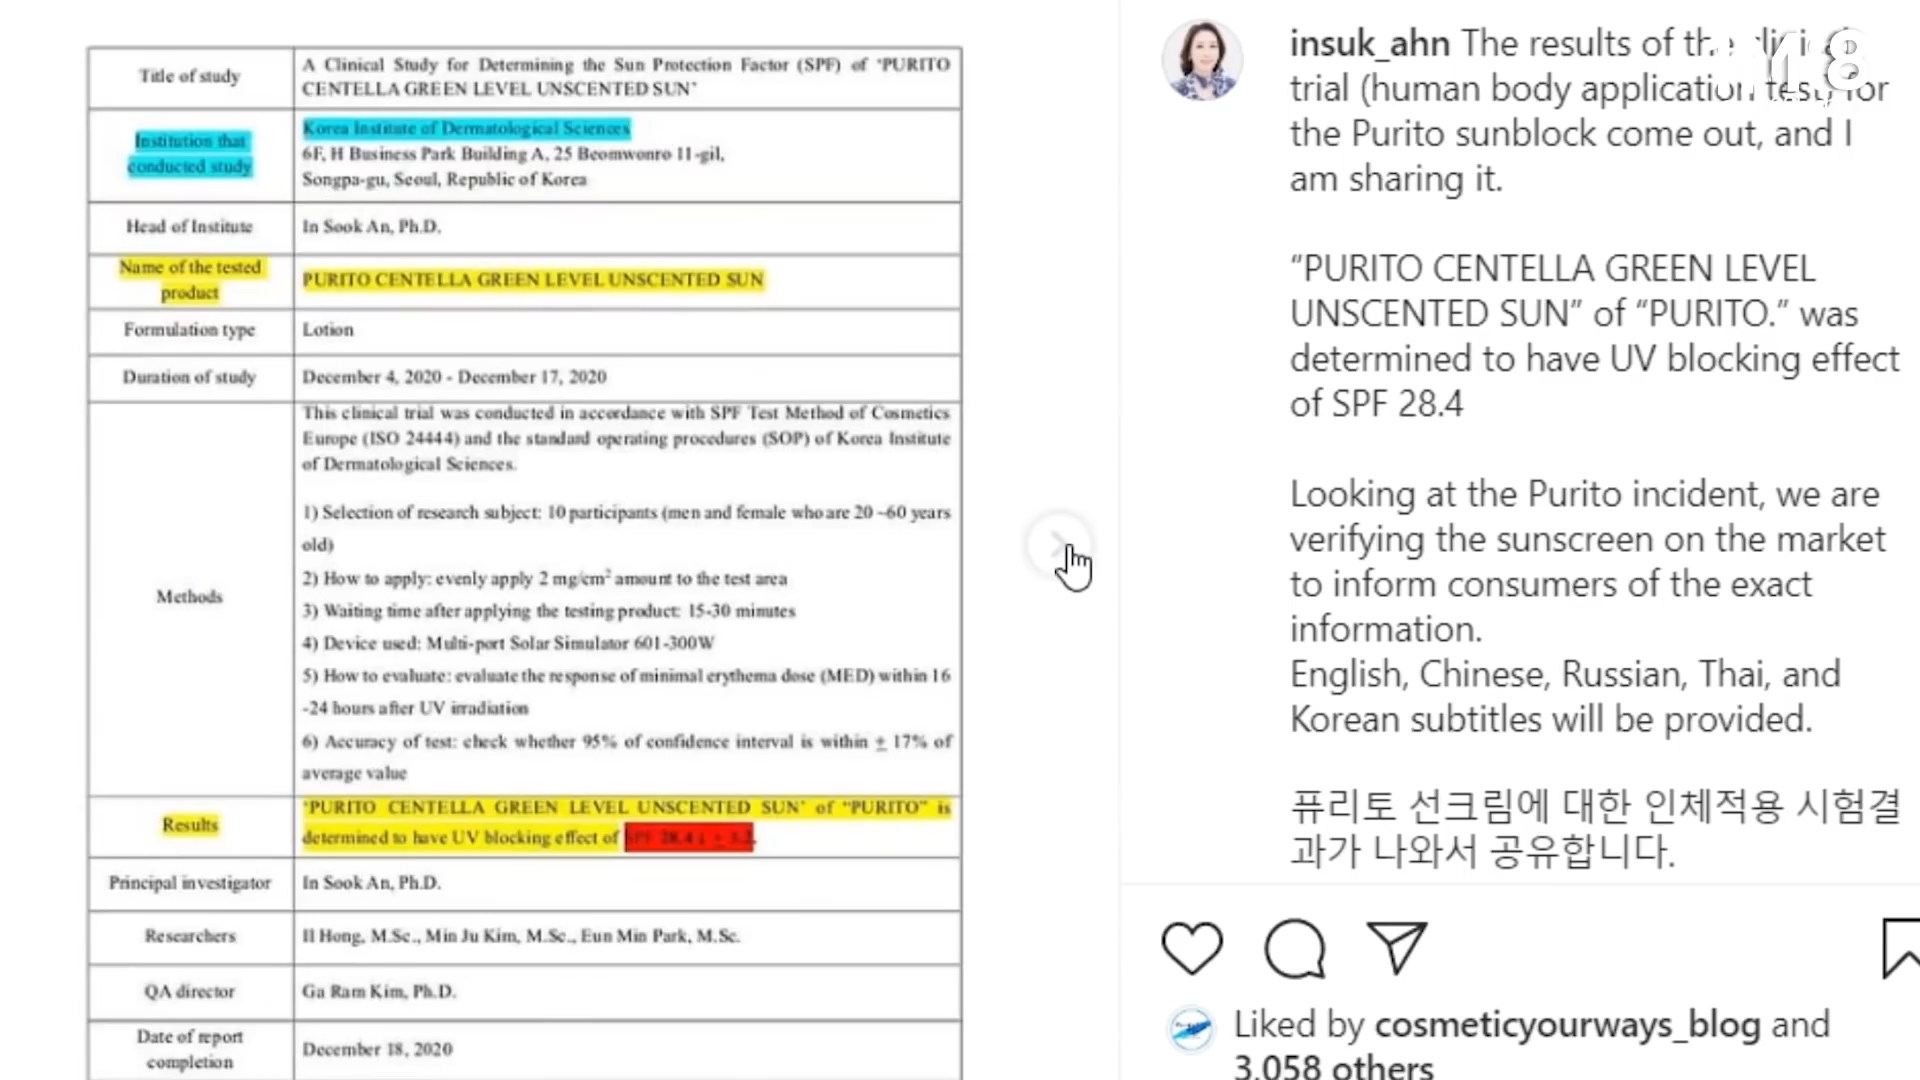 Title of study
A Clinical Study for Determining the Sun Protection Factor (SPF) of 'PURITO
CENTELLA GREEN LEVEL UNSCENTED SUN'
Institution that
conducted study
Korea Institute of Dermatological Sciences
6F, H Business Park Building A, 25 Beomwonro 11-gil,
Songpa-gu, Seoul, Republic of Korea
Head of Institute
In Sook An, Ph.D.
Name of the tested
product
PURITO CENTELLA GREEN LEVEL UNSCENTED SUN
Formulation type
Lotion
Duration of study
December 4, 2020 - December 17, 2020
Methods
This clinical trial was conducted in accordance with SPF Test Method of Cosmetics
Europe (ISO 24444) and the standard operating procedures (SOP) of Korea Institute
of Dermatological Sciences.
1) Selection of research subject: 10 participants (men and female who are 20 ~60 years
old)
2) How to apply: evenly apply 2 mg/cm² amount to the test area
3) Waiting time after applying the testing product: 15-30 minutes
4) Device used: Multi-port Solar Simulator 601-300W
5) How to evaluate: evaluate the response of minimal erythema dose (MED) within 16
-24 hours after UV irradiation
6) Accuracy of test: check whether 95% of confidence interval is within ± 17% of
average value
Results
'PURITO CENTELLA GREEN LEVEL UNSCENTED SUN' of "PURITO" is
determined to have UV blocking effect of SPF
Principal investigator
In Sook An, Ph.D.
Researchers
Il Hong, M.Sc., Min Ju Kim, M.Sc., Eun Min Park, M.Sc.
QA director
Ga Ram Kim, Ph.D.
Date of report
completion
December 18, 2020
insuk_ahn The results of the clinical
trial (human body application test) for
the Purito sunblock come out, and I
am sharing it.
“PURITO CENTELLA GREEN LEVEL
UNSCENTED SUN” of “PURITO.” was
determined to have UV blocking effect
of SPF 28.4
Looking at the Purito incident, we are
verifying the sunscreen on the market
to inform consumers of the exact
information.
English, Chinese, Russian, Thai, and
Korean subtitles will be provided.
퓨리토 선크림에 대한 인체적용 시험결
과가 나와서 공유합니다.
Liked by cosmeticyourways_blog and
3,058 others